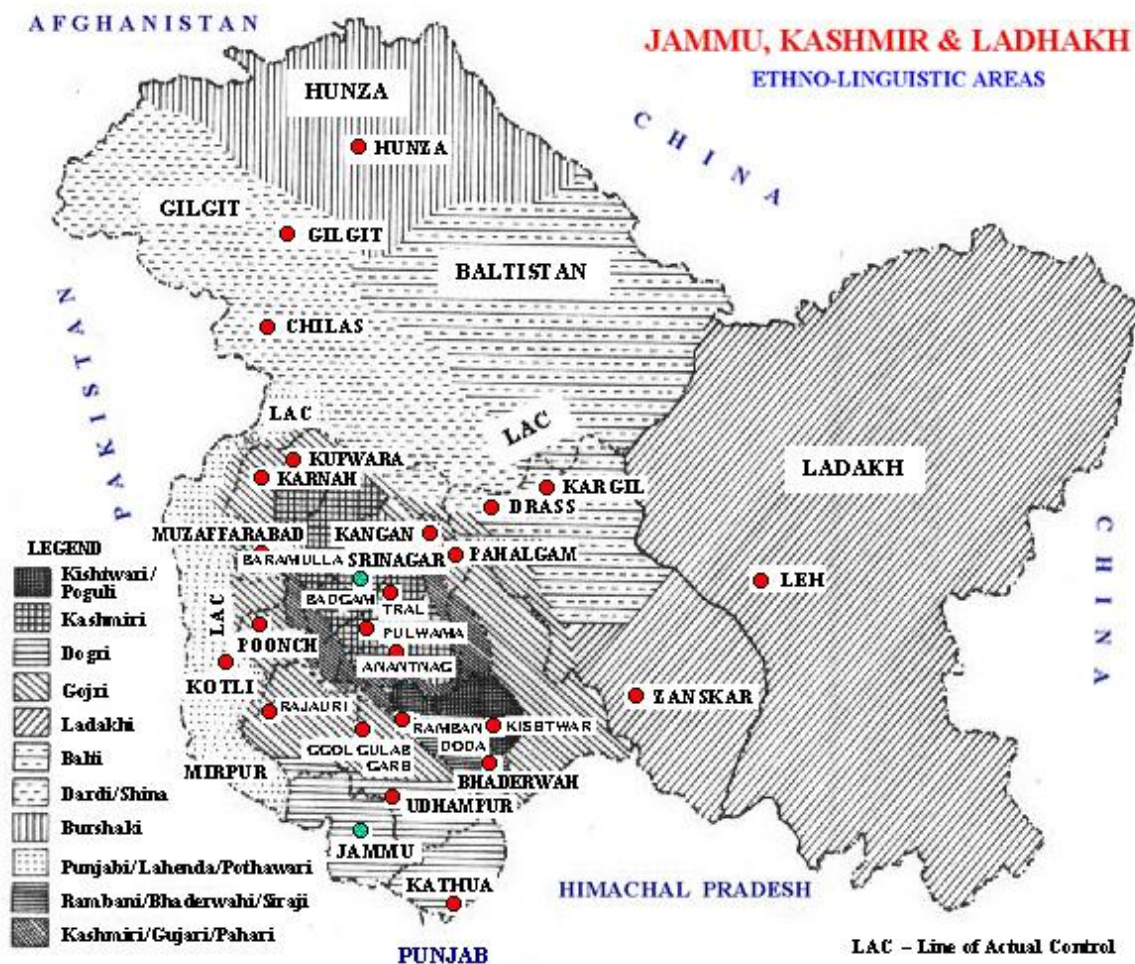 AFGHANISTAN
JAMMU, KASHMIR & LADHAKH
ETHNO-LINGUISTIC AREAS
CHINA
HUNZA
HUNZA
GILGIT
GILGIT
BALTISTAN
PAKISTAN
CHILAS
LAC
LAC
KUPWARA
KARNAH
LADAKH
KARGIL
DRASS
MUZAFFARABAD
KANGAN
BARAMULLA
SRINAGAR
PAHALGAM
CHINA
LEH
BADGAM
TRAL
LAC
POONCH
PULWAMA
ANANTNAG
KOTLI
ZANSKAR
RAJAURI
RAMBAN
KISHTWAR
GGOL GULAB
GARB
DODA
MIRPUR
BHADERWAH
UDHAMPUR
JAMMU
KATHUA
HIMACHAL PRADESH
PUNJAB
LEGEND
Kishtwari/
Poguli
Kashmiri
Dogri
Gojri
Ladakhi
Balti
Dardi/Shina
Burshaki
Punjabi/Lahenda/Pothawari
Rambani/Bhaderwahi/Siraji
Kashmiri/Gujari/Pahari
LAC – Line of Actual Control